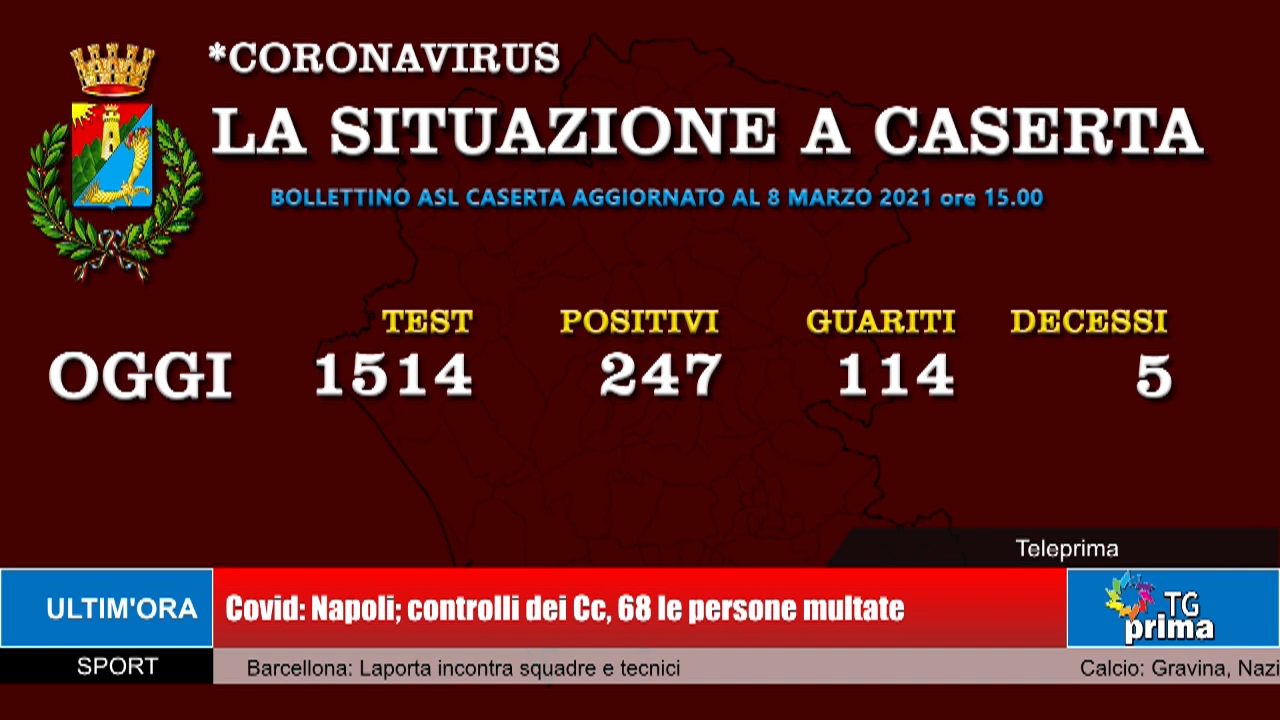 *CORONAVIRUS
LA SITUAZIONE A CASERTA
BOLLETTINO ASL CASERTA AGGIORNATO AL 8 MARZO 2021 ore 15.00
TEST POSITIVI GUARITI DECESSI
OGGI 1514 247 114 5
Teleprima
ULTIM'ORA Covid: Napoli; controlli dei Cc, 68 le persone multate TG prima
SPORT Barcellona: Laporta incontra squadre e tecnici Calcio: Gravina, Nazi